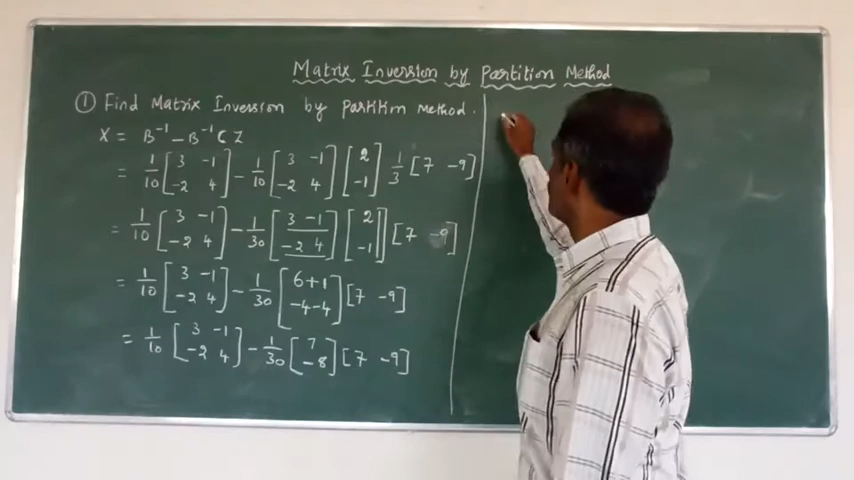 Matrix Inversion by Partition Method
① Find Matrix Inversion by partition Method.
X = B⁻¹ - B⁻¹ C Z
= 1/10 [3 -1; -2 4] - 1/10 [3 -1; -2 4] [2; -1] 1/3 [7 -9]
= 1/10 [3 -1; -2 4] - 1/30 [3 -1; -2 4] [2; -1] [7 -9]
= 1/10 [3 -1; -2 4] - 1/30 [6+1; -4-4] [7 -9]
= 1/10 [3 -1; -2 4] - 1/30 [7; -8] [7 -9]